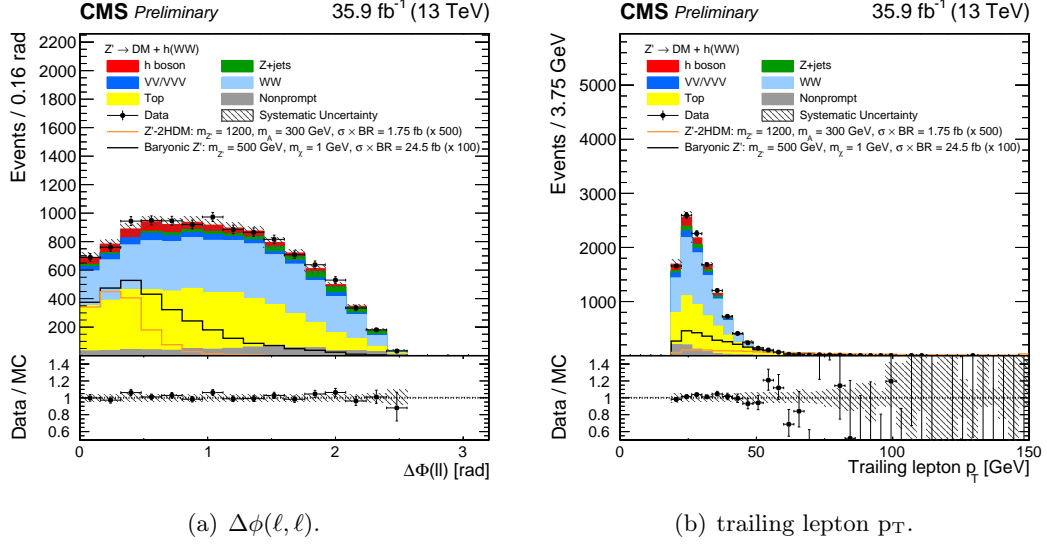 CMS Preliminary 35.9 fb⁻¹ (13 TeV)
Events / 0.16 rad
2200
2000
1800
1600
1400
1200
1000
800
600
400
200
Z' → DM + h(WW)
h boson Z+jets
VV/VVV WW
Top Nonprompt
Data Systematic Uncertainty
Z'-2HDM: m_Z' = 1200, m_A = 300 GeV, σ × BR = 1.75 fb (x 500)
Baryonic Z': m_Z' = 500 GeV, m_χ = 1 GeV, σ × BR = 24.5 fb (x 100)
Data / MC
1.4
1.2
1
0.8
0.6
0 1 2 3
ΔΦ(ll) [rad]
(a) Δϕ(ℓ, ℓ).
CMS Preliminary 35.9 fb⁻¹ (13 TeV)
Events / 3.75 GeV
5000
4000
3000
2000
1000
Z' → DM + h(WW)
h boson Z+jets
VV/VVV WW
Top Nonprompt
Data Systematic Uncertainty
Z'-2HDM: m_Z' = 1200, m_A = 300 GeV, σ × BR = 1.75 fb (x 500)
Baryonic Z': m_Z' = 500 GeV, m_χ = 1 GeV, σ × BR = 24.5 fb (x 100)
Data / MC
1.4
1.2
1
0.8
0.6
0 50 100 150
Trailing lepton p_T [GeV]
(b) trailing lepton p_T.